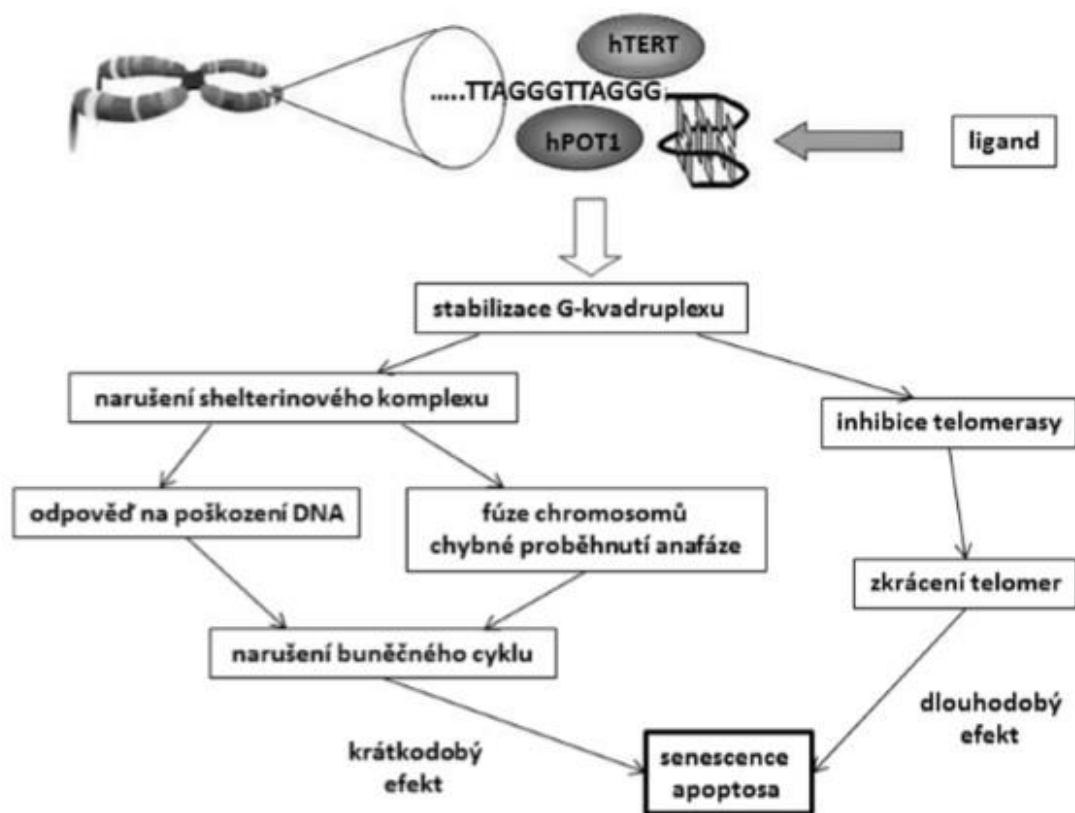 hTERT
.....TTAGGGTTAGGG
hPOT1
ligand
stabilizace G-kvadruplexu
narušení shelterinového komplexu
inhibice telomerasy
odpověď na poškození DNA
fúze chromosomů
chybné proběhnutí anafáze
zkrácení telomer
narušení buněčného cyklu
dlouhodobý
efekt
krátkodobý
efekt
senescence
apoptosa